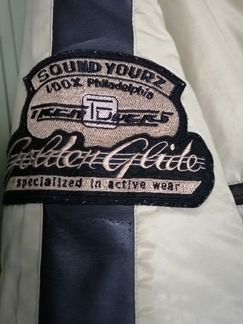 SOUND YOURZ
100% Philadelphia
Golden Glide
specialized in active wear